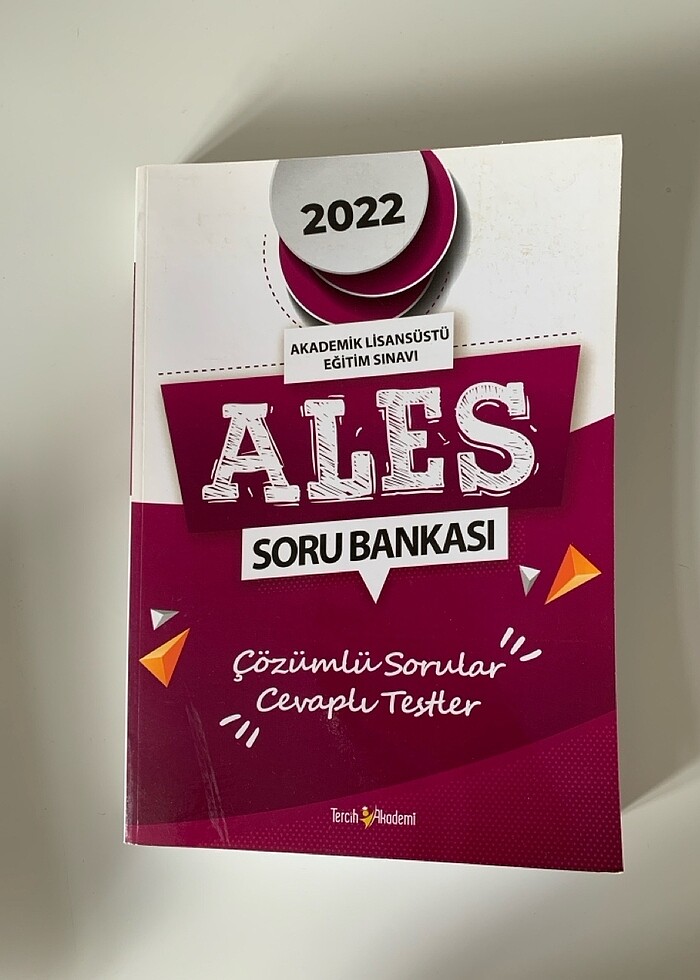 2022
AKADEMİK LİSANSÜSTÜ
EĞİTİM SINAVI
ALES
SORU BANKASI
Çözümlü Sorular
Cevaplı Testler
Tercih Akademi